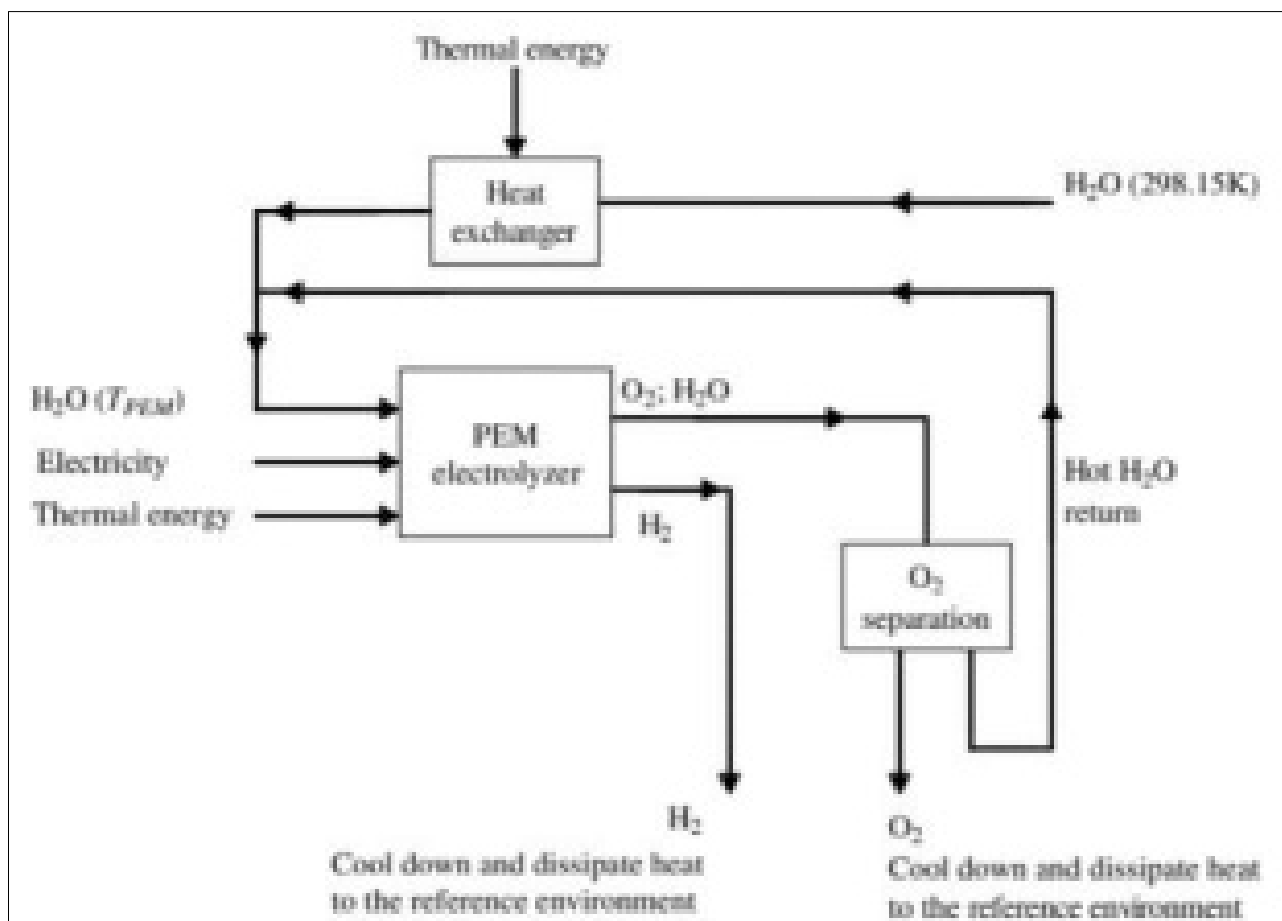 Thermal energy
Heat
exchanger
H₂O (298.15K)
H₂O (T_PEM)
Electricity
Thermal energy
PEM
electrolyzer
O₂; H₂O
H₂
Hot H₂O
return
O₂
separation
H₂
Cool down and dissipate heat
to the reference environment
O₂
Cool down and dissipate heat
to the reference environment